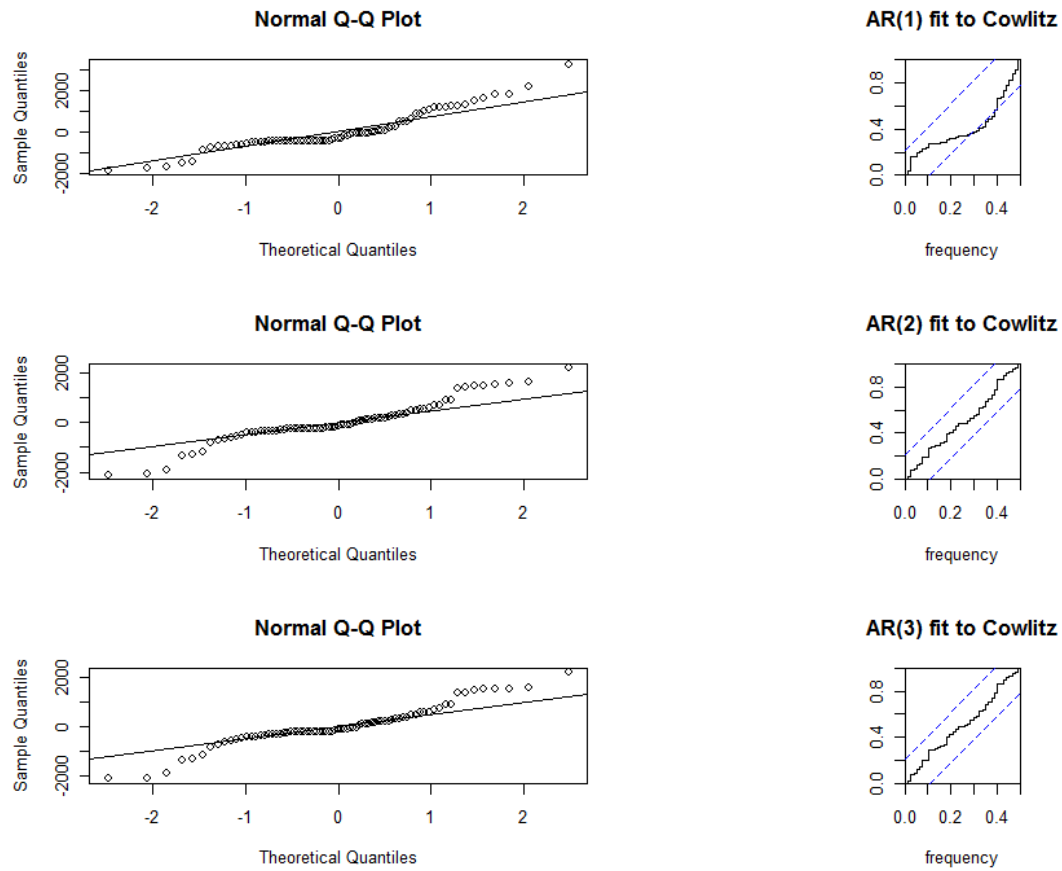 Normal Q-Q Plot
AR(1) fit to Cowlitz
Sample Quantiles
-2000 0 2000
-2 -1 0 1 2
Theoretical Quantiles
0.0 0.4 0.8
0.0 0.2 0.4
frequency
Normal Q-Q Plot
AR(2) fit to Cowlitz
Sample Quantiles
-2000 0 2000
-2 -1 0 1 2
Theoretical Quantiles
0.0 0.4 0.8
0.0 0.2 0.4
frequency
Normal Q-Q Plot
AR(3) fit to Cowlitz
Sample Quantiles
-2000 0 2000
-2 -1 0 1 2
Theoretical Quantiles
0.0 0.4 0.8
0.0 0.2 0.4
frequency